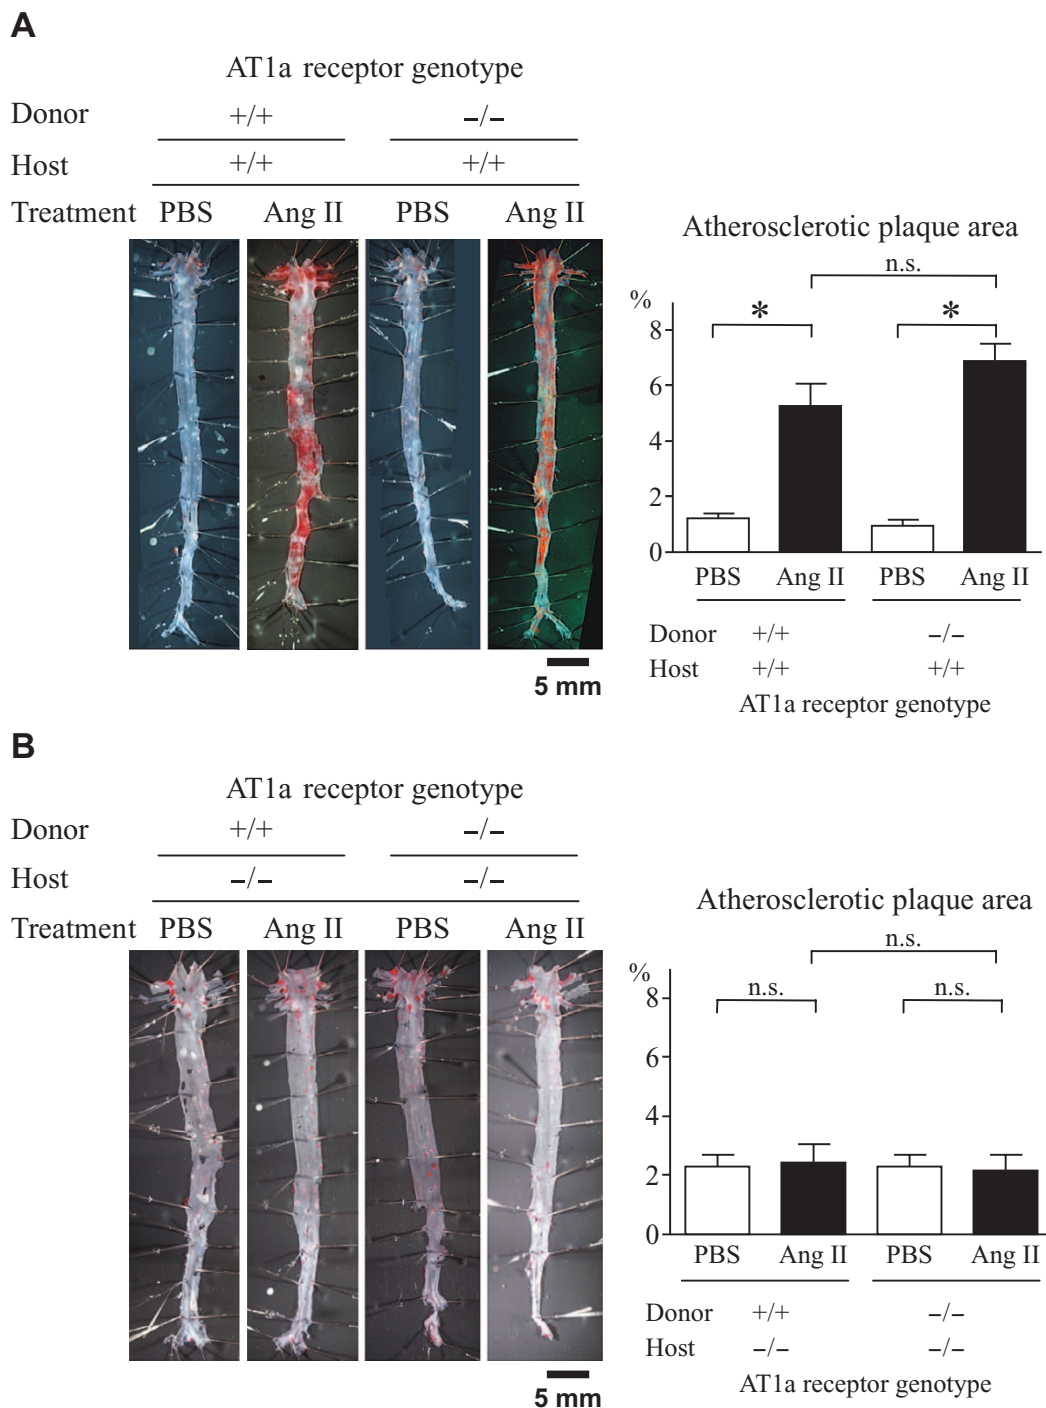 A
AT1a receptor genotype
Donor +/+ −/−
Host +/+ +/+
Treatment PBS Ang II PBS Ang II
5 mm
Atherosclerotic plaque area
n.s.
%
* *
8
6
4
2
0
PBS Ang II PBS Ang II
Donor +/+ −/−
Host +/+ +/+
AT1a receptor genotype
B
AT1a receptor genotype
Donor +/+ −/−
Host −/− −/−
Treatment PBS Ang II PBS Ang II
5 mm
Atherosclerotic plaque area
n.s.
%
n.s. n.s.
8
6
4
2
0
PBS Ang II PBS Ang II
Donor +/+ −/−
Host −/− −/−
AT1a receptor genotype